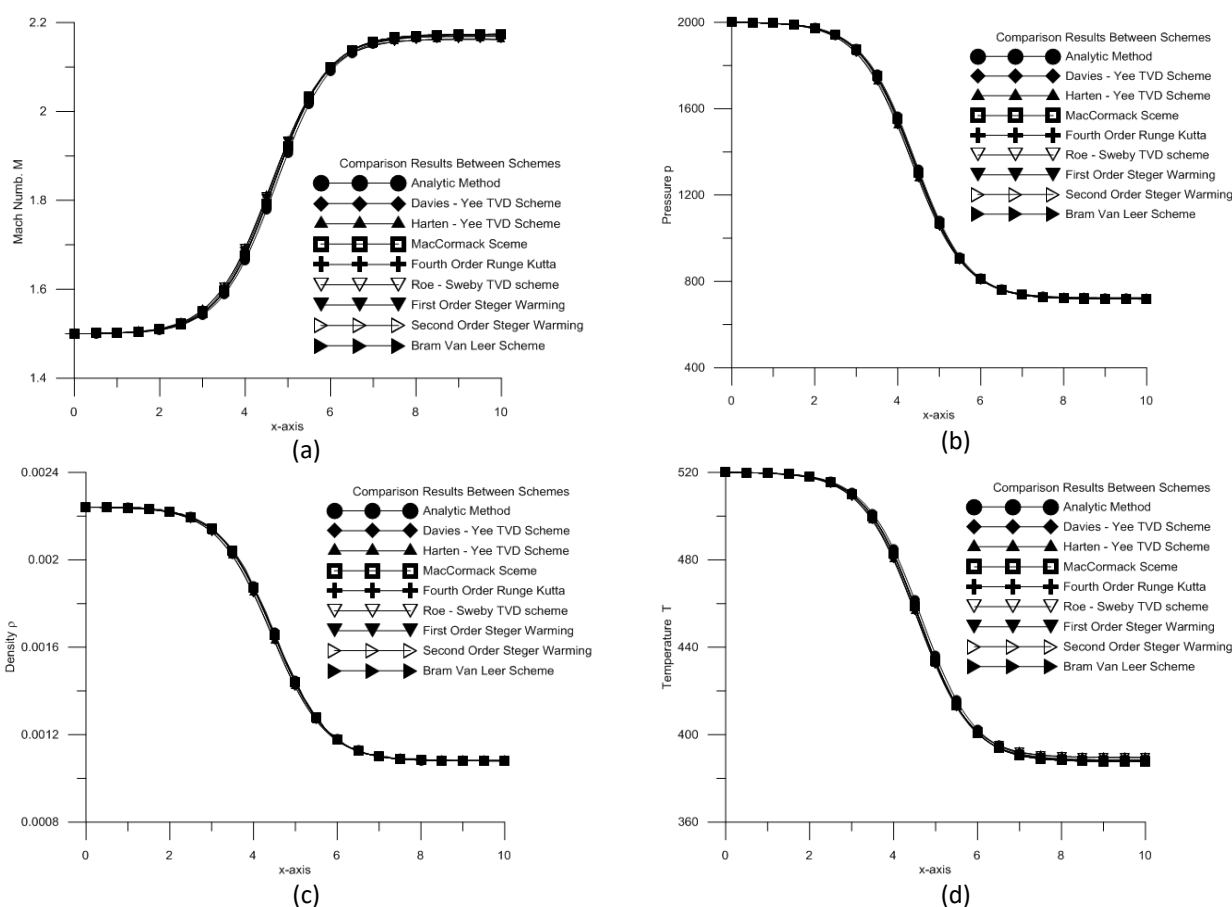 2.2
2
1.8
1.6
1.4
Mach Numb. M
Comparison Results Between Schemes
Analytic Method
Davies - Yee TVD Scheme
Harten - Yee TVD Scheme
MacCormack Sceme
Fourth Order Runge Kutta
Roe - Sweby TVD scheme
First Order Steger Warming
Second Order Steger Warming
Bram Van Leer Scheme
0 2 4 6 8 10
x-axis
(a)
2000
1600
1200
800
400
Pressure p
Comparison Results Between Schemes
Analytic Method
Davies - Yee TVD Scheme
Harten - Yee TVD Scheme
MacCormack Sceme
Fourth Order Runge Kutta
Roe - Sweby TVD scheme
First Order Steger Warming
Second Order Steger Warming
Bram Van Leer Scheme
0 2 4 6 8 10
x-axis
(b)
0.0024
0.002
0.0016
0.0012
0.0008
Density ρ
Comparison Results Between Schemes
Analytic Method
Davies - Yee TVD Scheme
Harten - Yee TVD Scheme
MacCormack Sceme
Fourth Order Runge Kutta
Roe - Sweby TVD scheme
First Order Steger Warming
Second Order Steger Warming
Bram Van Leer Scheme
0 2 4 6 8 10
x-axis
(c)
520
480
440
400
360
Temperature T
Comparison Results Between Schemes
Analytic Method
Davies - Yee TVD Scheme
Harten - Yee TVD Scheme
MacCormack Sceme
Fourth Order Runge Kutta
Roe - Sweby TVD scheme
First Order Steger Warming
Second Order Steger Warming
Bram Van Leer Scheme
0 2 4 6 8 10
x-axis
(d)